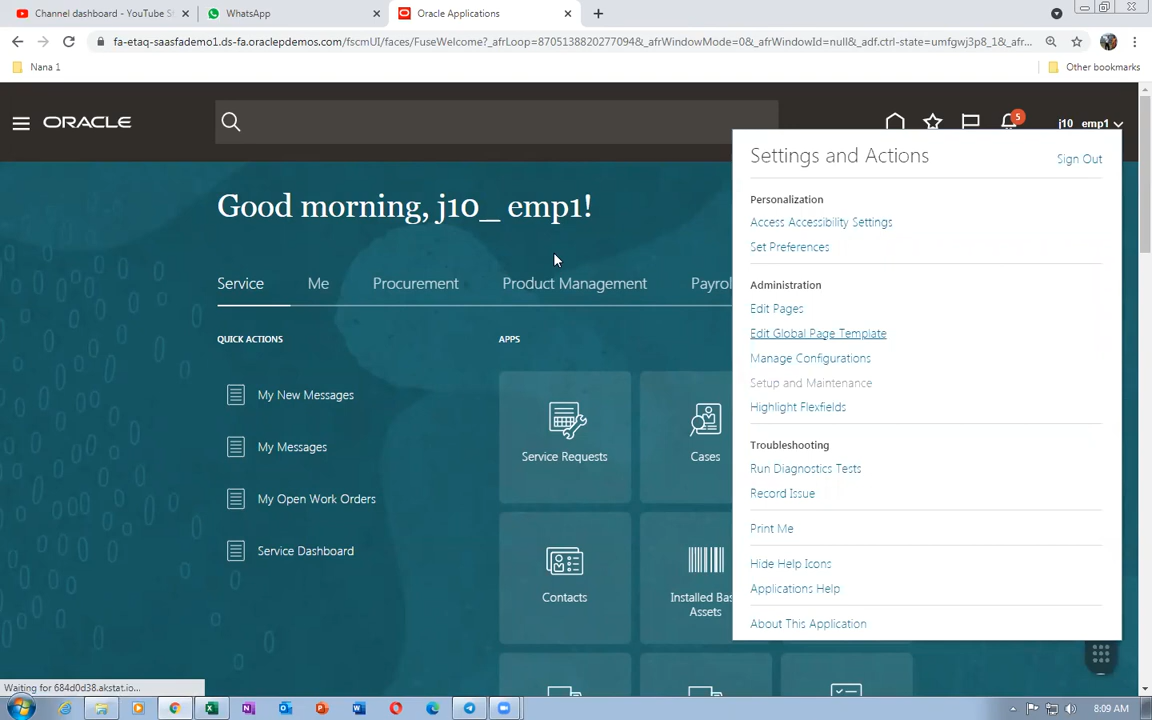 Channel dashboard - YouTube St
WhatsApp
Oracle Applications
fa-etaq-saasfademo1.ds-fa.oraclepdemos.com/fscmUI/faces/FuseWelcome?_afrLoop=87051388202770948&_afrWindowMode=0&_afrWindowId=null&_adf.ctrl-state=umfgwj3p8_1&_afr...
Nana 1
Other bookmarks
ORACLE
5
j10_emp1
Good morning, j10_ emp1!
Service
Me
Procurement
Product Management
Payrol
QUICK ACTIONS
My New Messages
My Messages
My Open Work Orders
Service Dashboard
APPS
Service Requests
Cases
Contacts
Installed Bas
Assets
Settings and Actions
Sign Out
Personalization
Access Accessibility Settings
Set Preferences
Administration
Edit Pages
Edit Global Page Template
Manage Configurations
Setup and Maintenance
Highlight Flexfields
Troubleshooting
Run Diagnostics Tests
Record Issue
Print Me
Hide Help Icons
Applications Help
About This Application
Waiting for 684d0d38.akstat.io...
8:09 AM